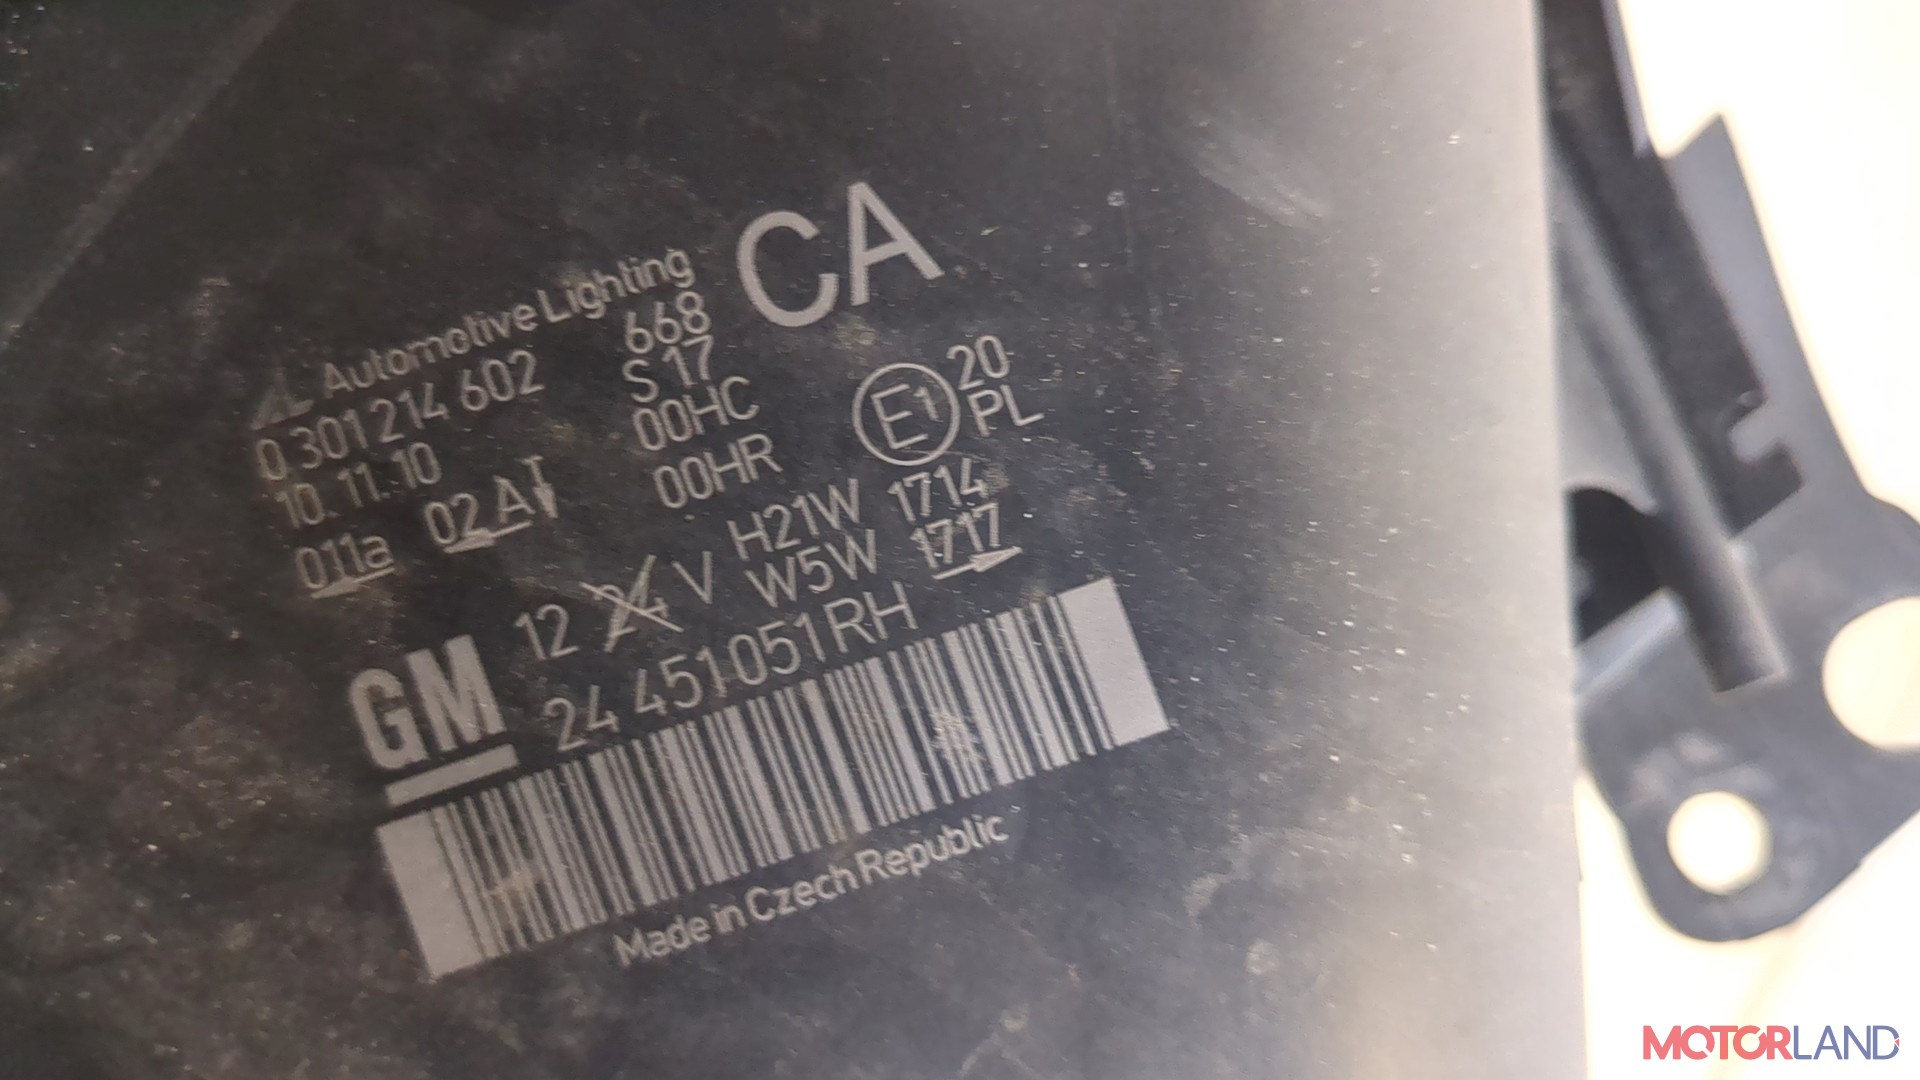 Automotive Lighting
CA
0 301 214 602
668
10.11.10
S 17
00HC
00HR
011a
02 A
E1
20
PL
12 24 V
H21W 1714
W5W 1717
GM
24 451 051 RH
Made in Czech Republic
MOTORLAND